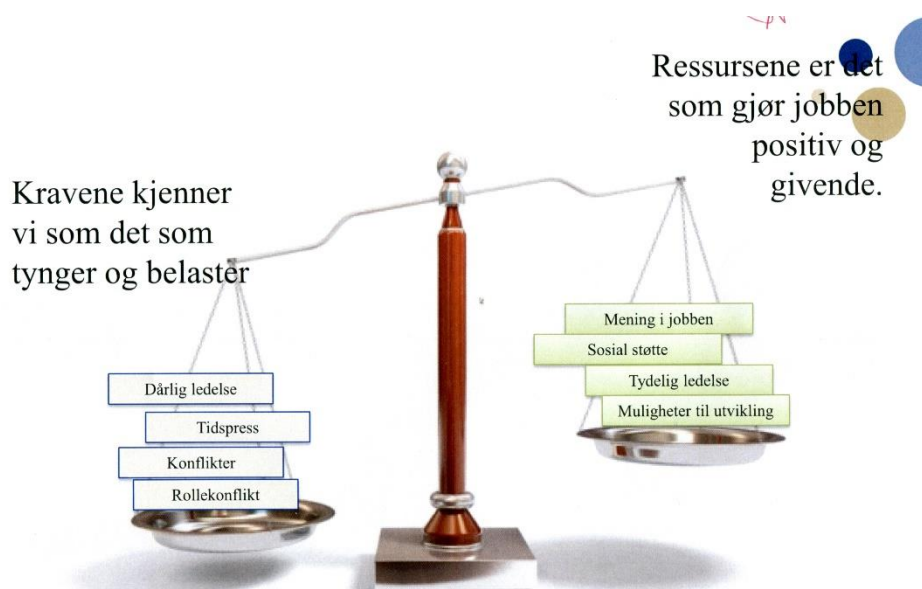 Kravene kjenner
vi som det som
tynger og belaster
Dårlig ledelse
Tidspress
Konflikter
Rollekonflikt
Ressursene er det
som gjør jobben
positiv og
givende.
Mening i jobben
Sosial støtte
Tydelig ledelse
Muligheter til utvikling